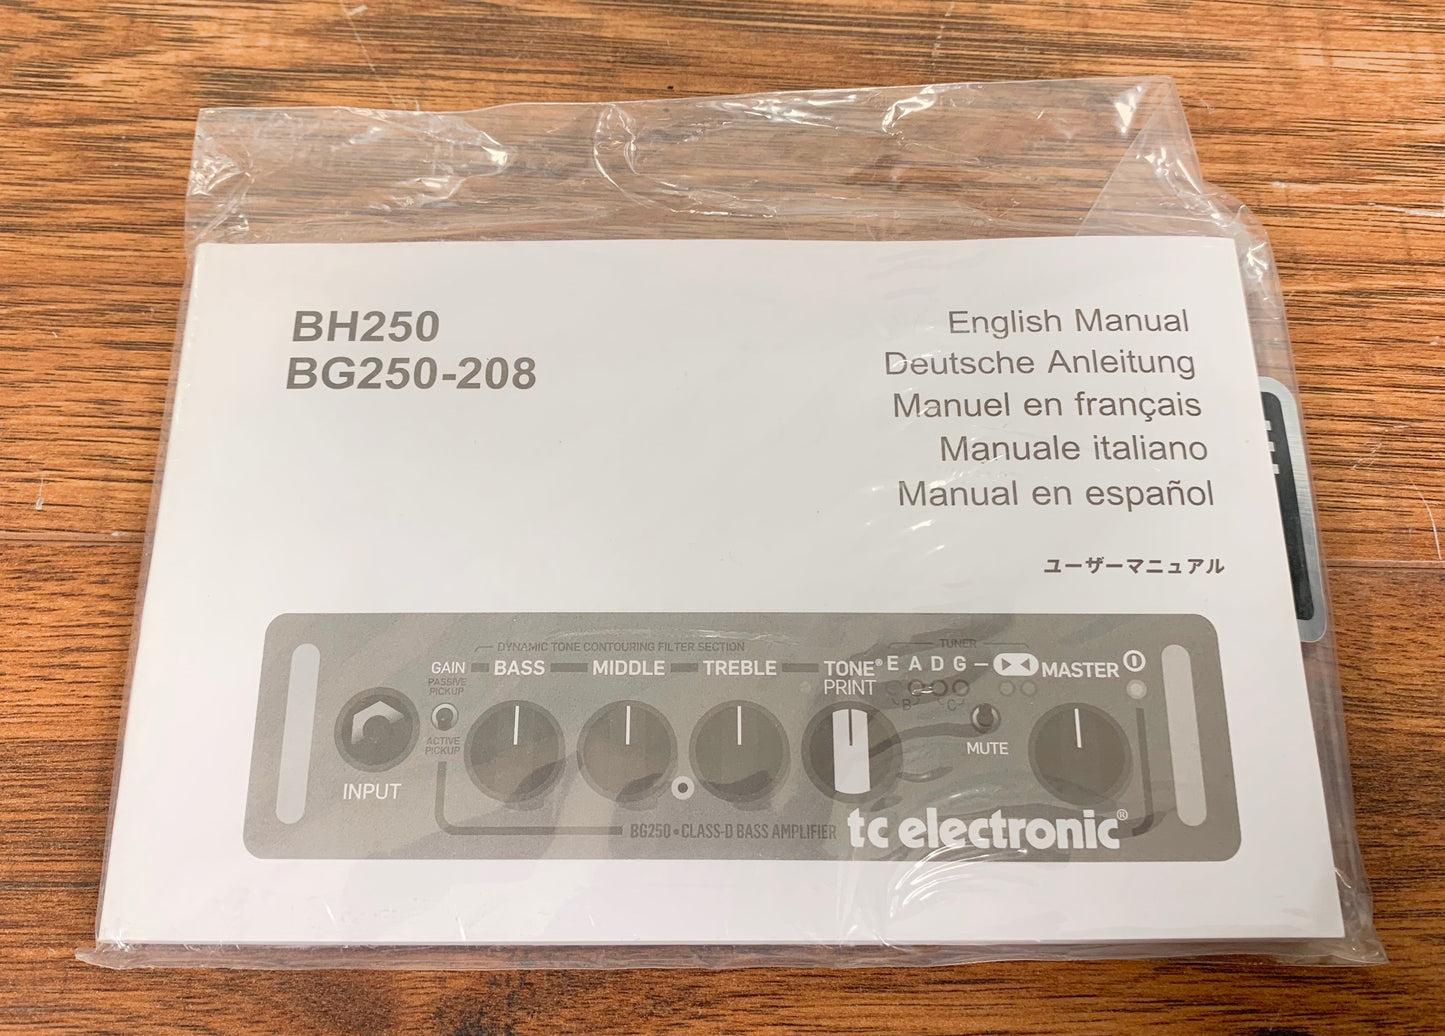 BH250
BG250-208
English Manual
Deutsche Anleitung
Manuel en français
Manuale italiano
Manual en español
ユーザーマニュアル
DYNAMIC TONE CONTOURING FILTER SECTION
TUNER
GAIN BASS MIDDLE TREBLE TONE® E A D G MASTER
PRINT
PASSIVE
PICKUP
B C
ACTIVE
PICKUP
MUTE
INPUT
BG250 • CLASS-D BASS AMPLIFIER tc electronic®